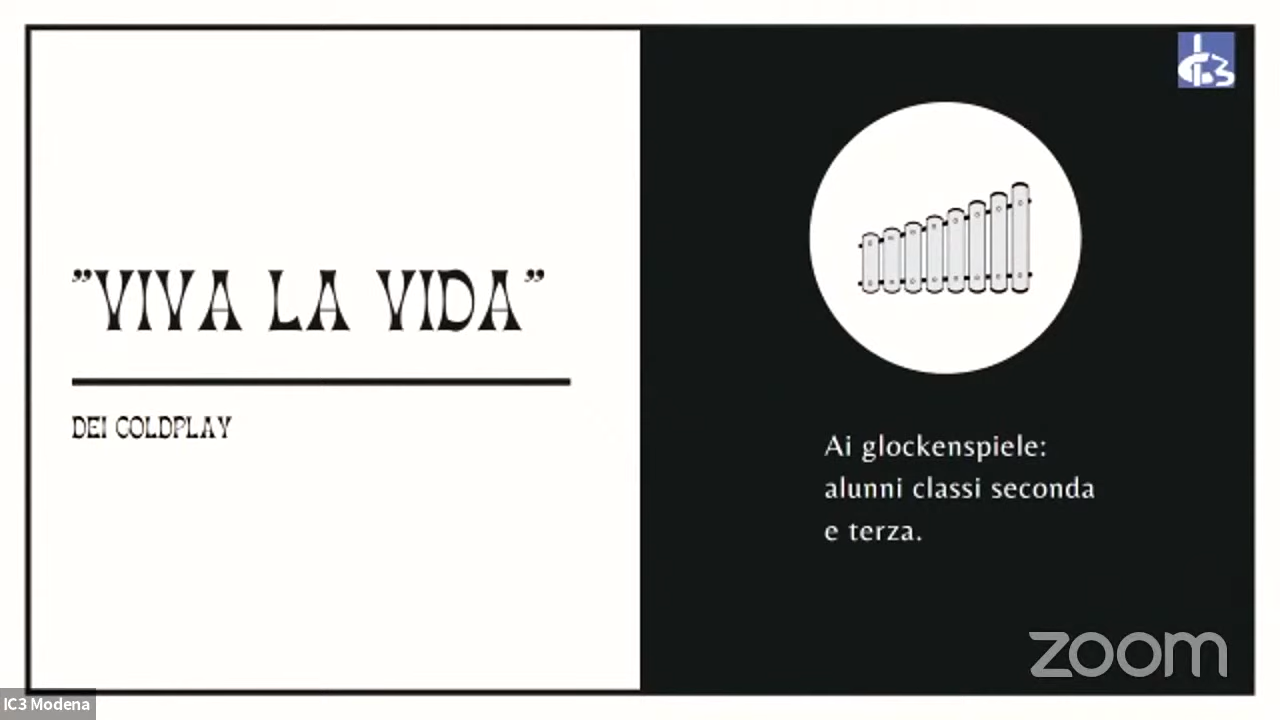 ”VIVA LA VIDA”
DEI COLDPLAY
Ai glockenspiele:
alunni classi seconda
e terza.
zoom
IC3 Modena